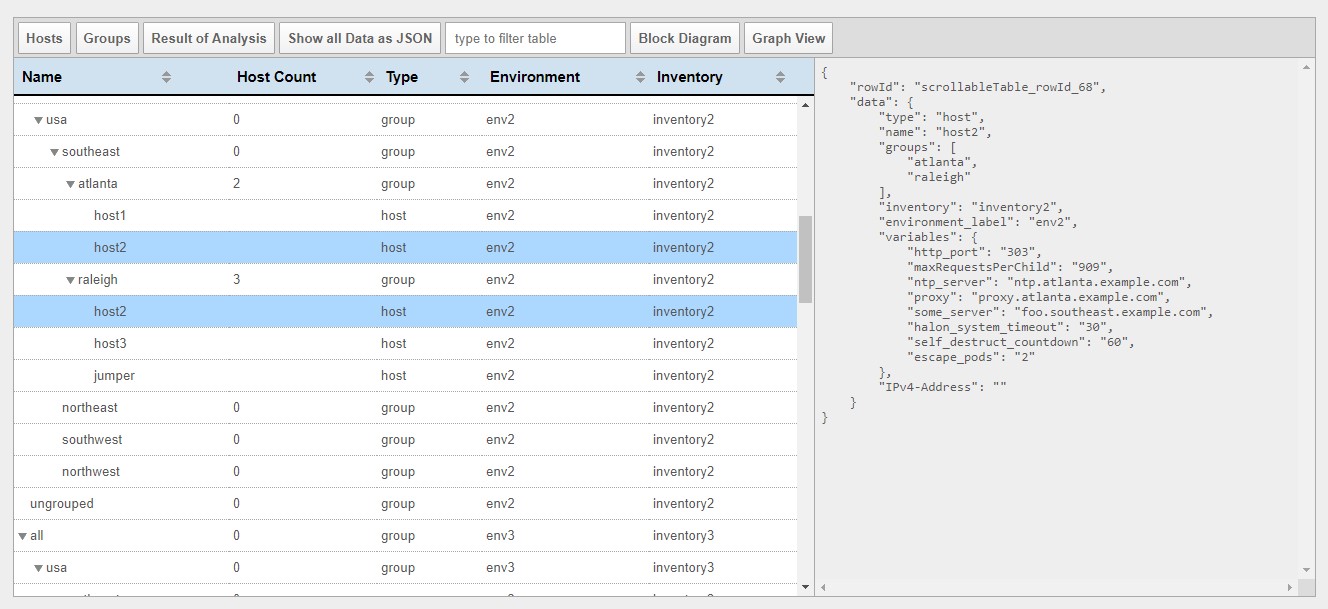 Hosts Groups Result of Analysis Show all Data as JSON type to filter table Block Diagram Graph View
Name Host Count Type Environment Inventory
usa 0 group env2 inventory2
southeast 0 group env2 inventory2
atlanta 2 group env2 inventory2
host1 host env2 inventory2
host2 host env2 inventory2
raleigh 3 group env2 inventory2
host2 host env2 inventory2
host3 host env2 inventory2
jumper host env2 inventory2
northeast 0 group env2 inventory2
southwest 0 group env2 inventory2
northwest 0 group env2 inventory2
ungrouped 0 group env2 inventory2
all 0 group env3 inventory3
usa 0 group env3 inventory3
{
"rowId": "scrollableTable_rowId_68",
"data": {
"type": "host",
"name": "host2",
"groups": [
"atlanta",
"raleigh"
],
"inventory": "inventory2",
"environment_label": "env2",
"variables": {
"http_port": "303",
"maxRequestsPerChild": "909",
"ntp_server": "ntp.atlanta.example.com",
"proxy": "proxy.atlanta.example.com",
"some_server": "foo.southeast.example.com",
"halon_system_timeout": "30",
"self_destruct_countdown": "60",
"escape_pods": "2"
},
"IPv4-Address": ""
}
}